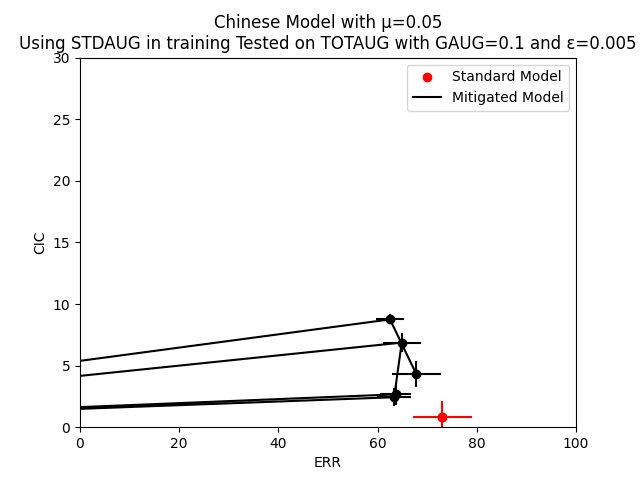 Chinese Model with μ=0.05
Using STDAUG in training Tested on TOTAUG with GAUG=0.1 and ε=0.005
Standard Model
Mitigated Model
30
25
20
15
10
5
0
CIC
0 20 40 60 80 100
ERR